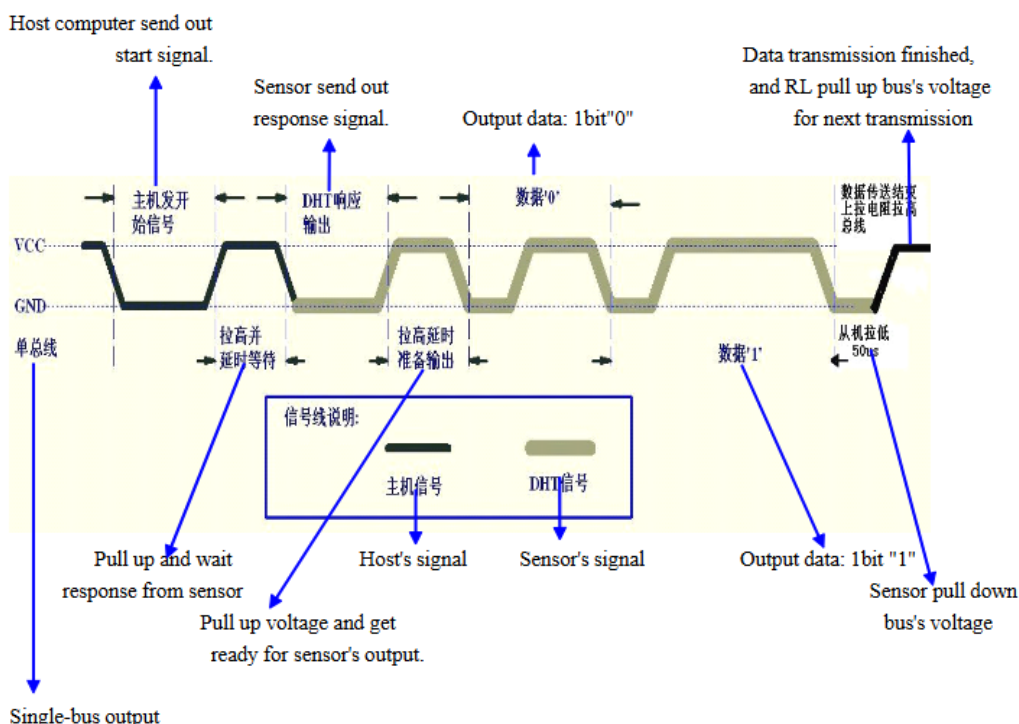 Host computer send out
start signal.
Sensor send out
response signal.
Output data: 1bit"0"
Data transmission finished,
and RL pull up bus's voltage
for next transmission
主机发开
始信号
DHT响应
输出
数据'0'
数据传送结束
上拉电阻拉高
总线
VCC
GND
单总线
拉高并
延时等待
拉高延时
准备输出
数据'1'
从机拉低
50us
信号线说明:
主机信号
DHT信号
Pull up and wait
response from sensor
Host's signal
Sensor's signal
Output data: 1bit "1"
Sensor pull down
bus's voltage
Pull up voltage and get
ready for sensor's output.
Single-bus output